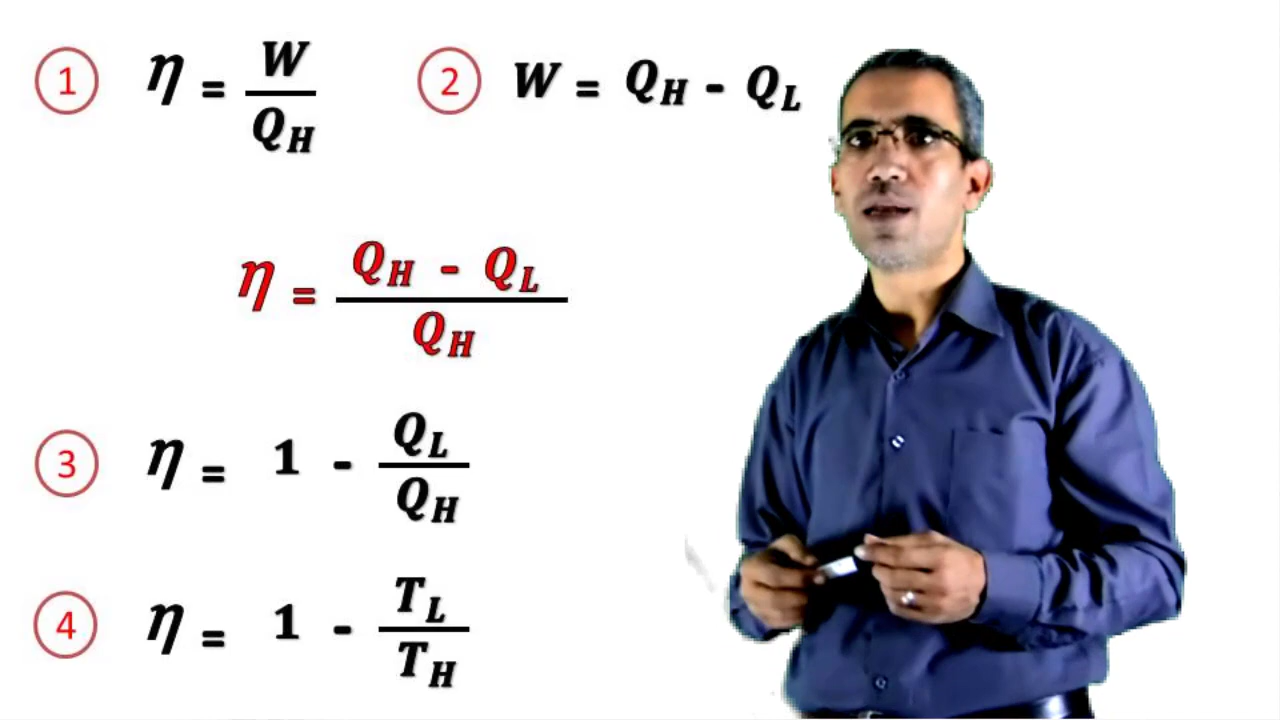 1 η = W / Q_H
2 W = Q_H - Q_L
η = (Q_H - Q_L) / Q_H
3 η = 1 - Q_L / Q_H
4 η = 1 - T_L / T_H